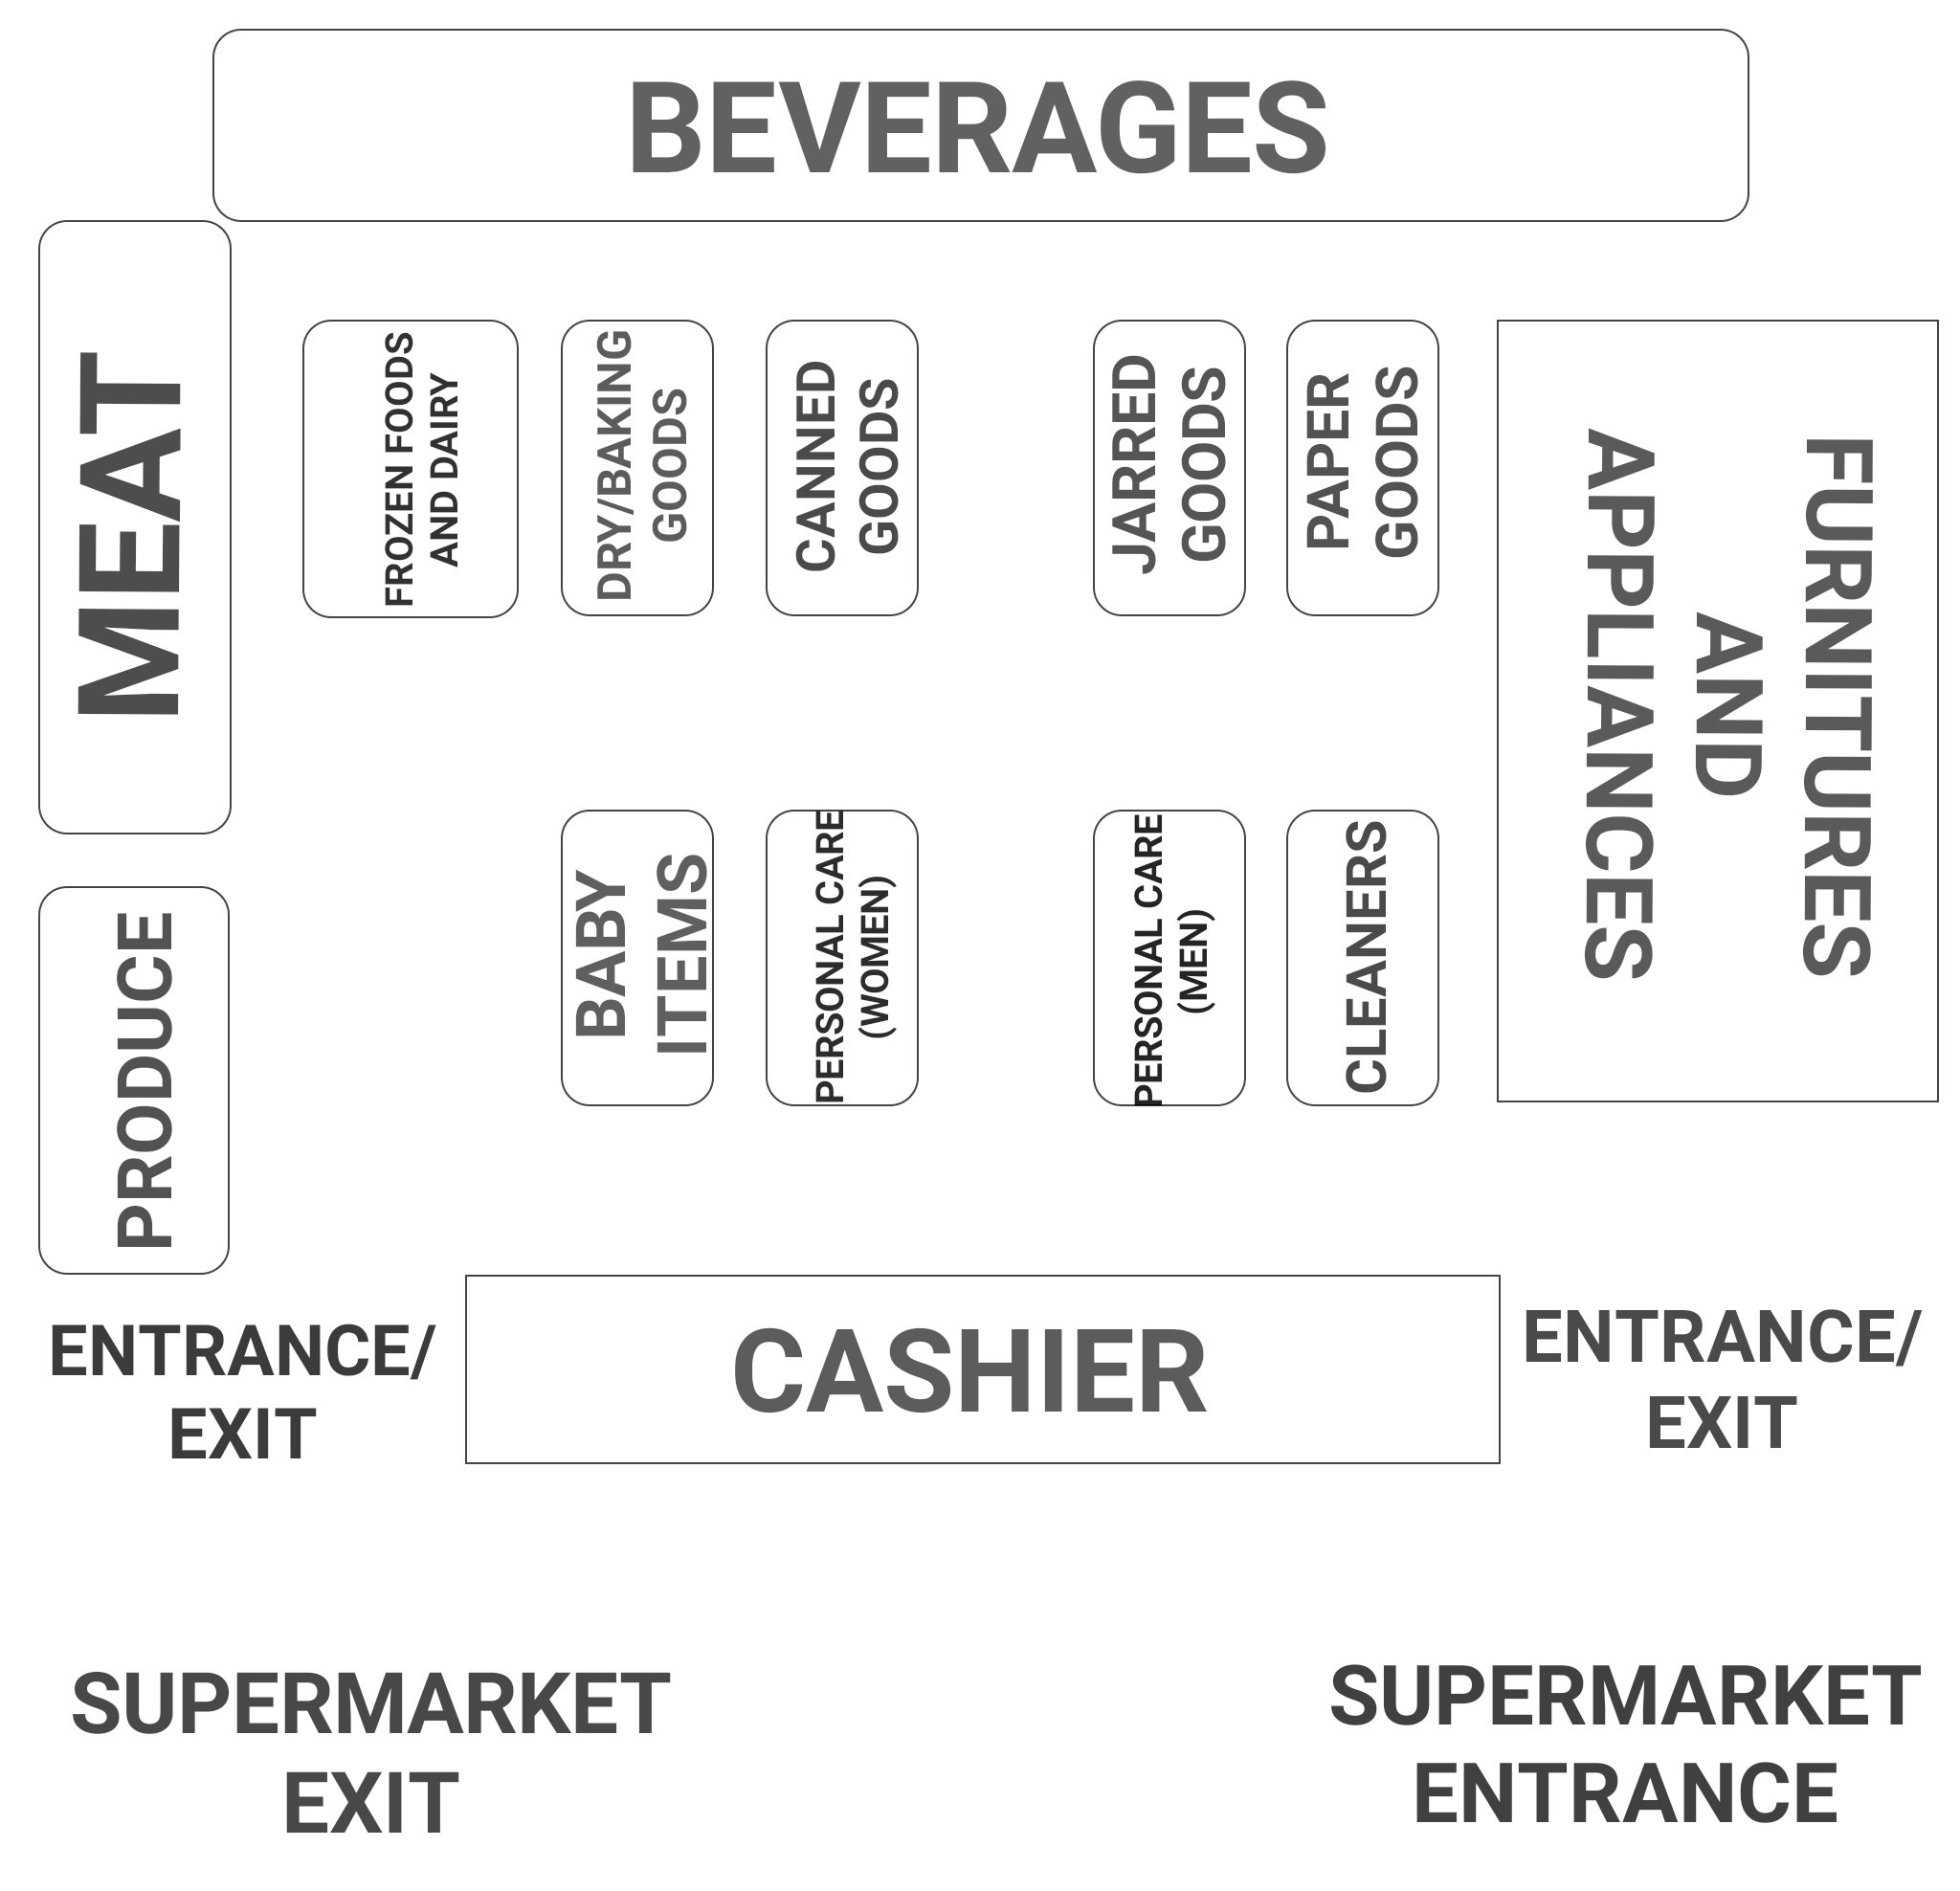 BEVERAGES
MEAT
FROZEN FOODS
AND DAIRY
DRY/BAKING
GOODS
CANNED
GOODS
JARRED
GOODS
PAPER
GOODS
FURNITURES
AND
APPLIANCES
PRODUCE
BABY
ITEMS
PERSONAL CARE
(WOMEN)
PERSONAL CARE
(MEN)
CLEANERS
ENTRANCE/
EXIT
CASHIER
ENTRANCE/
EXIT
SUPERMARKET
EXIT
SUPERMARKET
ENTRANCE